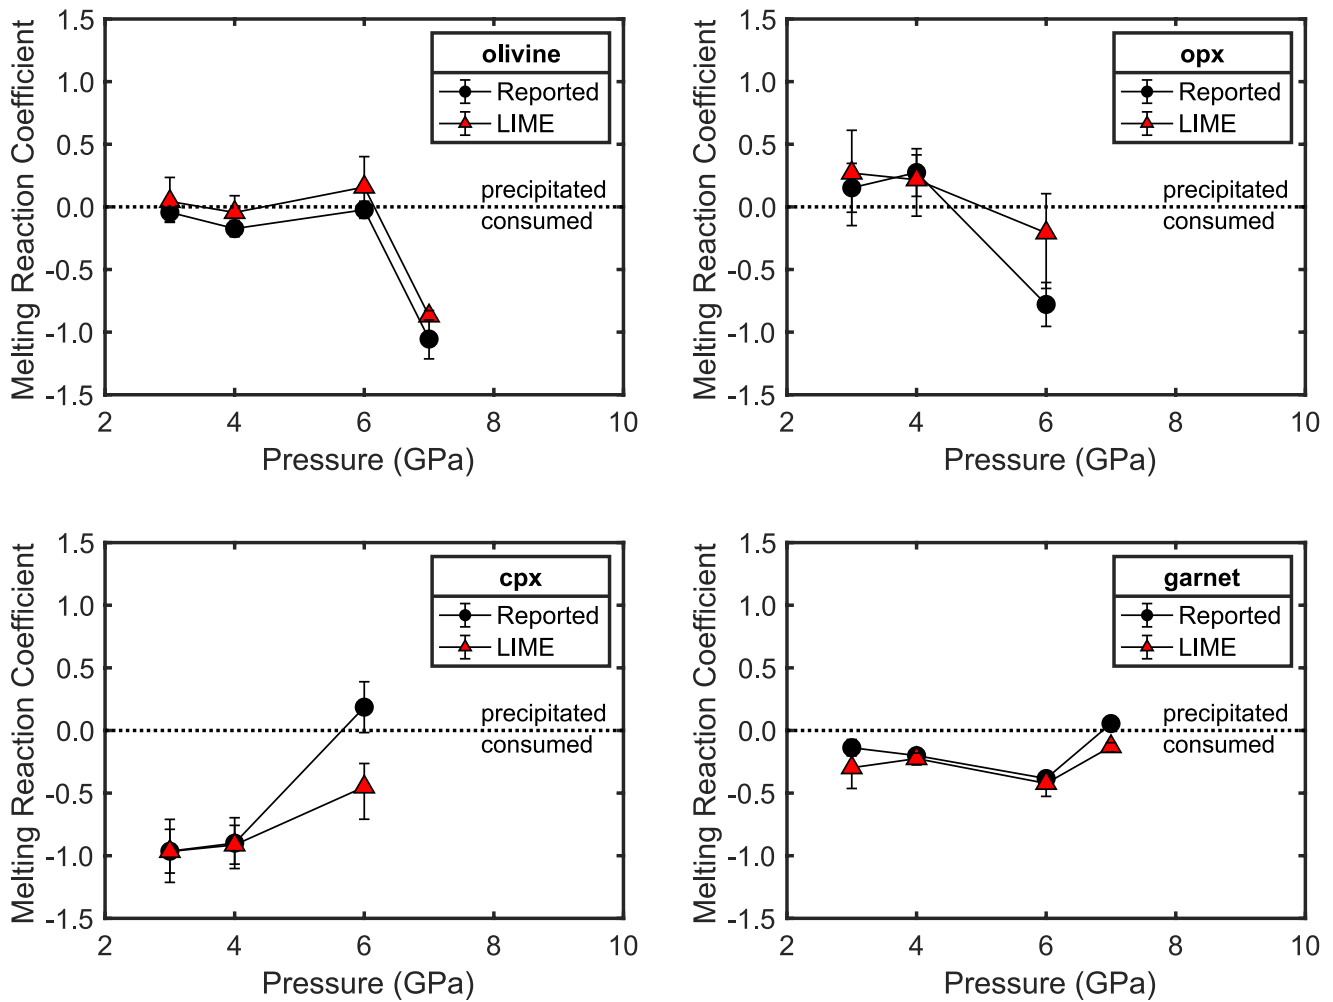 olivine
Reported
LIME
precipitated
consumed
1.5
1.0
0.5
0.0
-0.5
-1.0
-1.5
2
4
6
8
10
Melting Reaction Coefficient
Pressure (GPa)
opx
Reported
LIME
precipitated
consumed
1.5
1.0
0.5
0.0
-0.5
-1.0
-1.5
2
4
6
8
10
Melting Reaction Coefficient
Pressure (GPa)
cpx
Reported
LIME
precipitated
consumed
1.5
1.0
0.5
0.0
-0.5
-1.0
-1.5
2
4
6
8
10
Melting Reaction Coefficient
Pressure (GPa)
garnet
Reported
LIME
precipitated
consumed
1.5
1.0
0.5
0.0
-0.5
-1.0
-1.5
2
4
6
8
10
Melting Reaction Coefficient
Pressure (GPa)